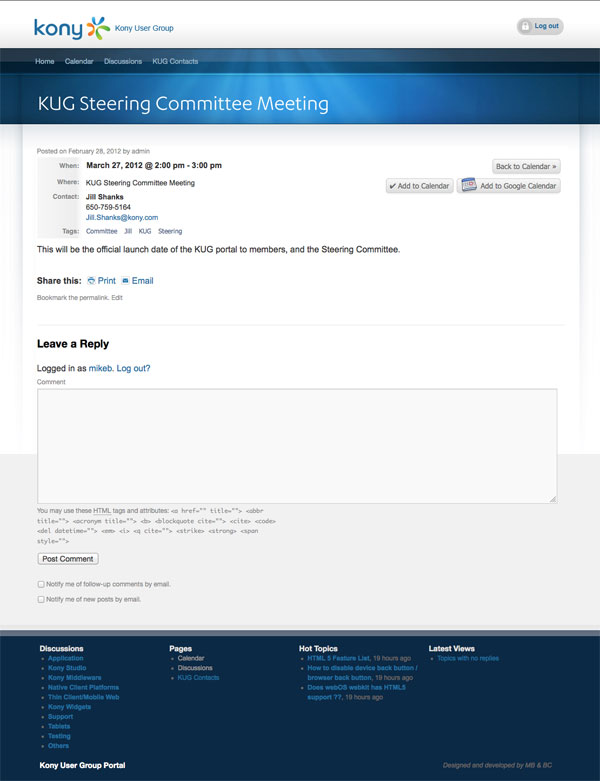 kony Kony User Group
Log out
Home Calendar Discussions KUG Contacts
KUG Steering Committee Meeting
Posted on February 28, 2012 by admin
When: March 27, 2012 @ 2:00 pm - 3:00 pm
Back to Calendar »
Where: KUG Steering Committee Meeting
✔ Add to Calendar Add to Google Calendar
Contact: Jill Shanks
650-759-5164
Jill.Shanks@kony.com
Tags: Committee Jill KUG Steering
This will be the official launch date of the KUG portal to members, and the Steering Committee.
Share this: Print Email
Bookmark the permalink. Edit
Leave a Reply
Logged in as mikeb. Log out?
Comment
You may use these HTML tags and attributes: <a href="" title=""> <abbr
title=""> <acronym title=""> <b> <blockquote cite=""> <cite> <code>
<del datetime=""> <em> <i> <q cite=""> <strike> <strong> <span
style="">
Post Comment
Notify me of follow-up comments by email.
Notify me of new posts by email.
Discussions
Application
Kony Studio
Kony Middleware
Native Client Platforms
Thin Client/Mobile Web
Kony Widgets
Support
Tablets
Testing
Others
Pages
Calendar
Discussions
KUG Contacts
Hot Topics
HTML 5 Feature List, 19 hours ago
How to disable device back button /
browser back button, 19 hours ago
Does webOS webkit has HTML5
support ??, 19 hours ago
Latest Views
Topics with no replies
Kony User Group Portal
Designed and developed by MB & BC